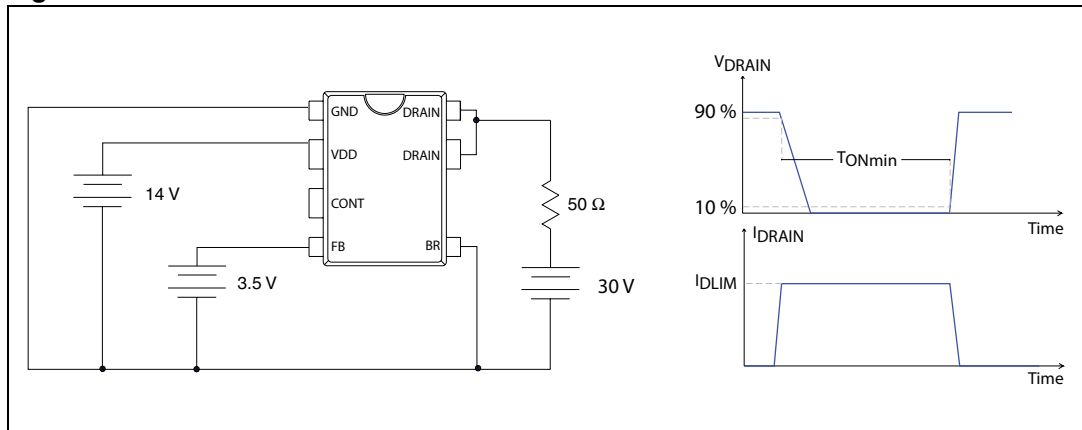 GND
DRAIN
VDD
DRAIN
CONT
FB
BR
14 V
3.5 V
50 Ω
30 V
VDRAIN
90 %
TONmin
10 %
Time
IDRAIN
IDLIM
Time